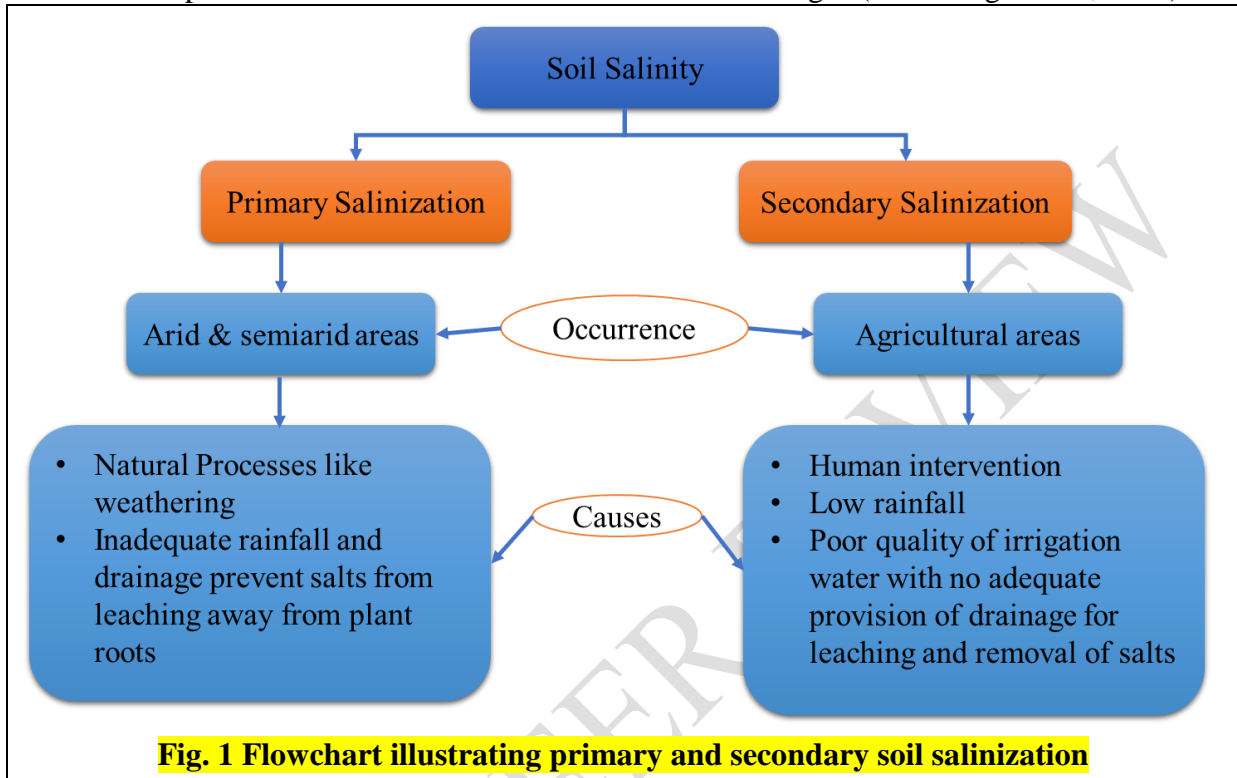 Soil Salinity
Primary Salinization
Secondary Salinization
Arid & semiarid areas
Occurrence
Agricultural areas
• Natural Processes like
weathering
• Inadequate rainfall and
drainage prevent salts from
leaching away from plant
roots
Causes
• Human intervention
• Low rainfall
• Poor quality of irrigation
water with no adequate
provision of drainage for
leaching and removal of salts
Fig. 1 Flowchart illustrating primary and secondary soil salinization